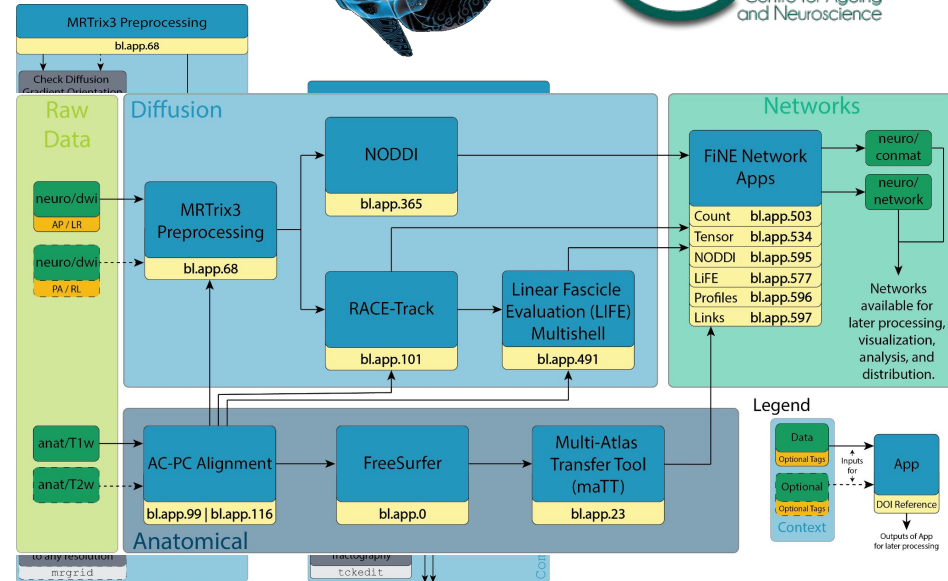 Centre for Ageing
and Neuroscience
MRTrix3 Preprocessing
bl.app.68
Check Diffusion
Gradient Orientation
Raw
Data
neuro/dwi
AP / LR
neuro/dwi
PA / RL
anat/T1w
anat/T2w
Diffusion
MRTrix3
Preprocessing
bl.app.68
NODDI
bl.app.365
RACE-Track
bl.app.101
Linear Fascicle
Evaluation (LIFE)
Multishell
bl.app.491
Networks
FiNE Network
Apps
Count bl.app.503
Tensor bl.app.534
NODDI bl.app.595
LiFE bl.app.577
Profiles bl.app.596
Links bl.app.597
neuro/
conmat
neuro/
network
Networks
available for
later processing,
visualization,
analysis, and
distribution.
AC-PC Alignment
bl.app.99 | bl.app.116
FreeSurfer
bl.app.0
Multi-Atlas
Transfer Tool
(maTT)
bl.app.23
Anatomical
Legend
Data
Optional Tags
Optional
Optional Tags
Context
Inputs
for
App
DOI Reference
Outputs of App
for later processing
to any resolution
mrgrid
tractography
tckedit